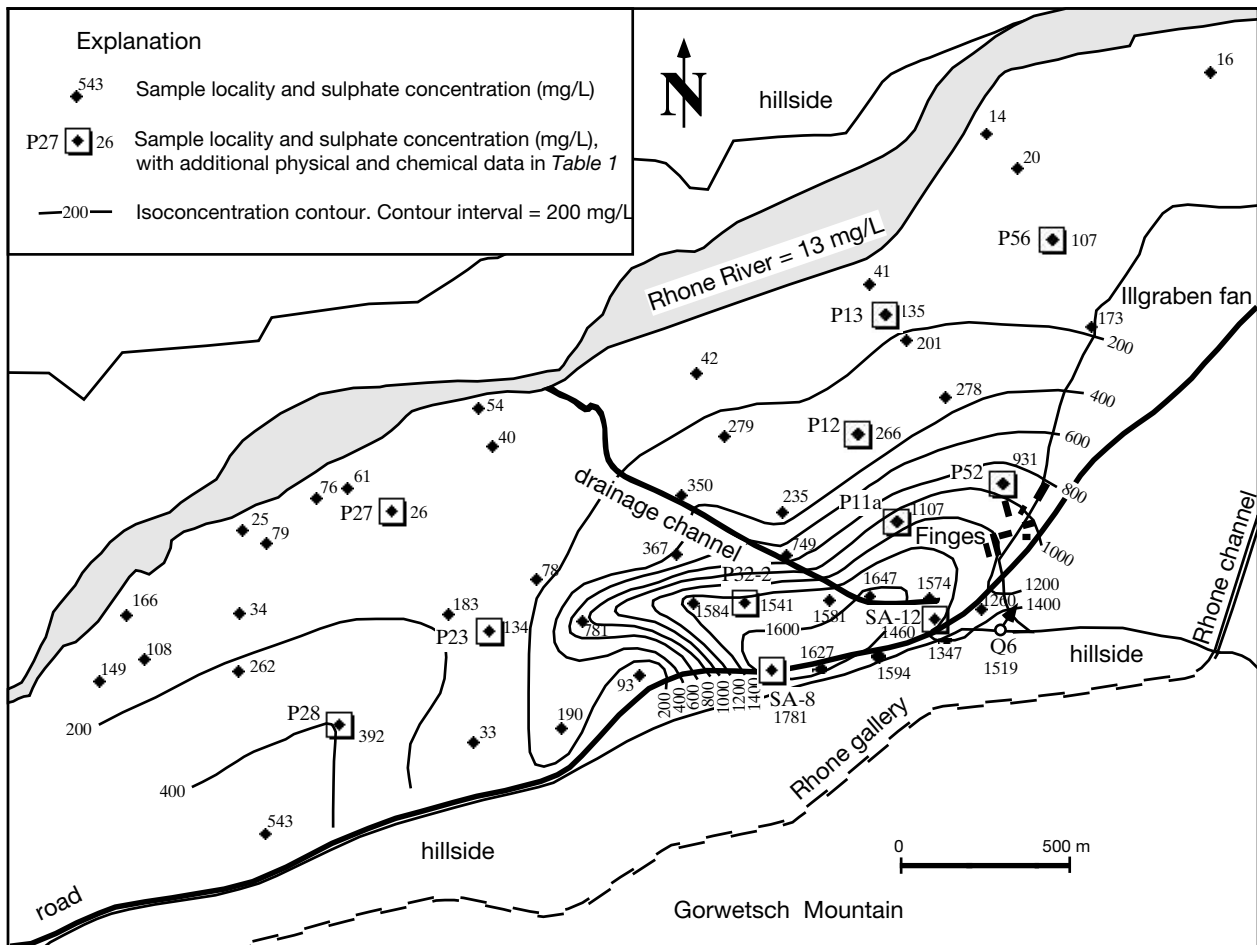 Explanation
543
Sample locality and sulphate concentration (mg/L)
P27
26
Sample locality and sulphate concentration (mg/L),
with additional physical and chemical data in Table 1
200
Isoconcentration contour. Contour interval = 200 mg/L
N
hillside
16
14
20
P56
107
Rhone River = 13 mg/L
41
P13
135
Illgraben fan
173
201
200
42
278
400
54
279
P12
266
600
40
931
P52
800
drainage channel
61
76
350
235
P11a
1107
P27
26
25
79
Finges
1000
Rhone channel
367
749
78
P32-2
1647
1574
1200
1260
1400
166
34
183
1584
1541
1581
SA-12
P23
134
781
1600
1460
1347
Q6
1519
hillside
108
149
262
93
1627
1594
200
400
600
800
1000
1200
1400
SA-8
1781
200
P28
392
33
190
Rhone gallery
400
543
0
500 m
hillside
road
Gorwetsch Mountain